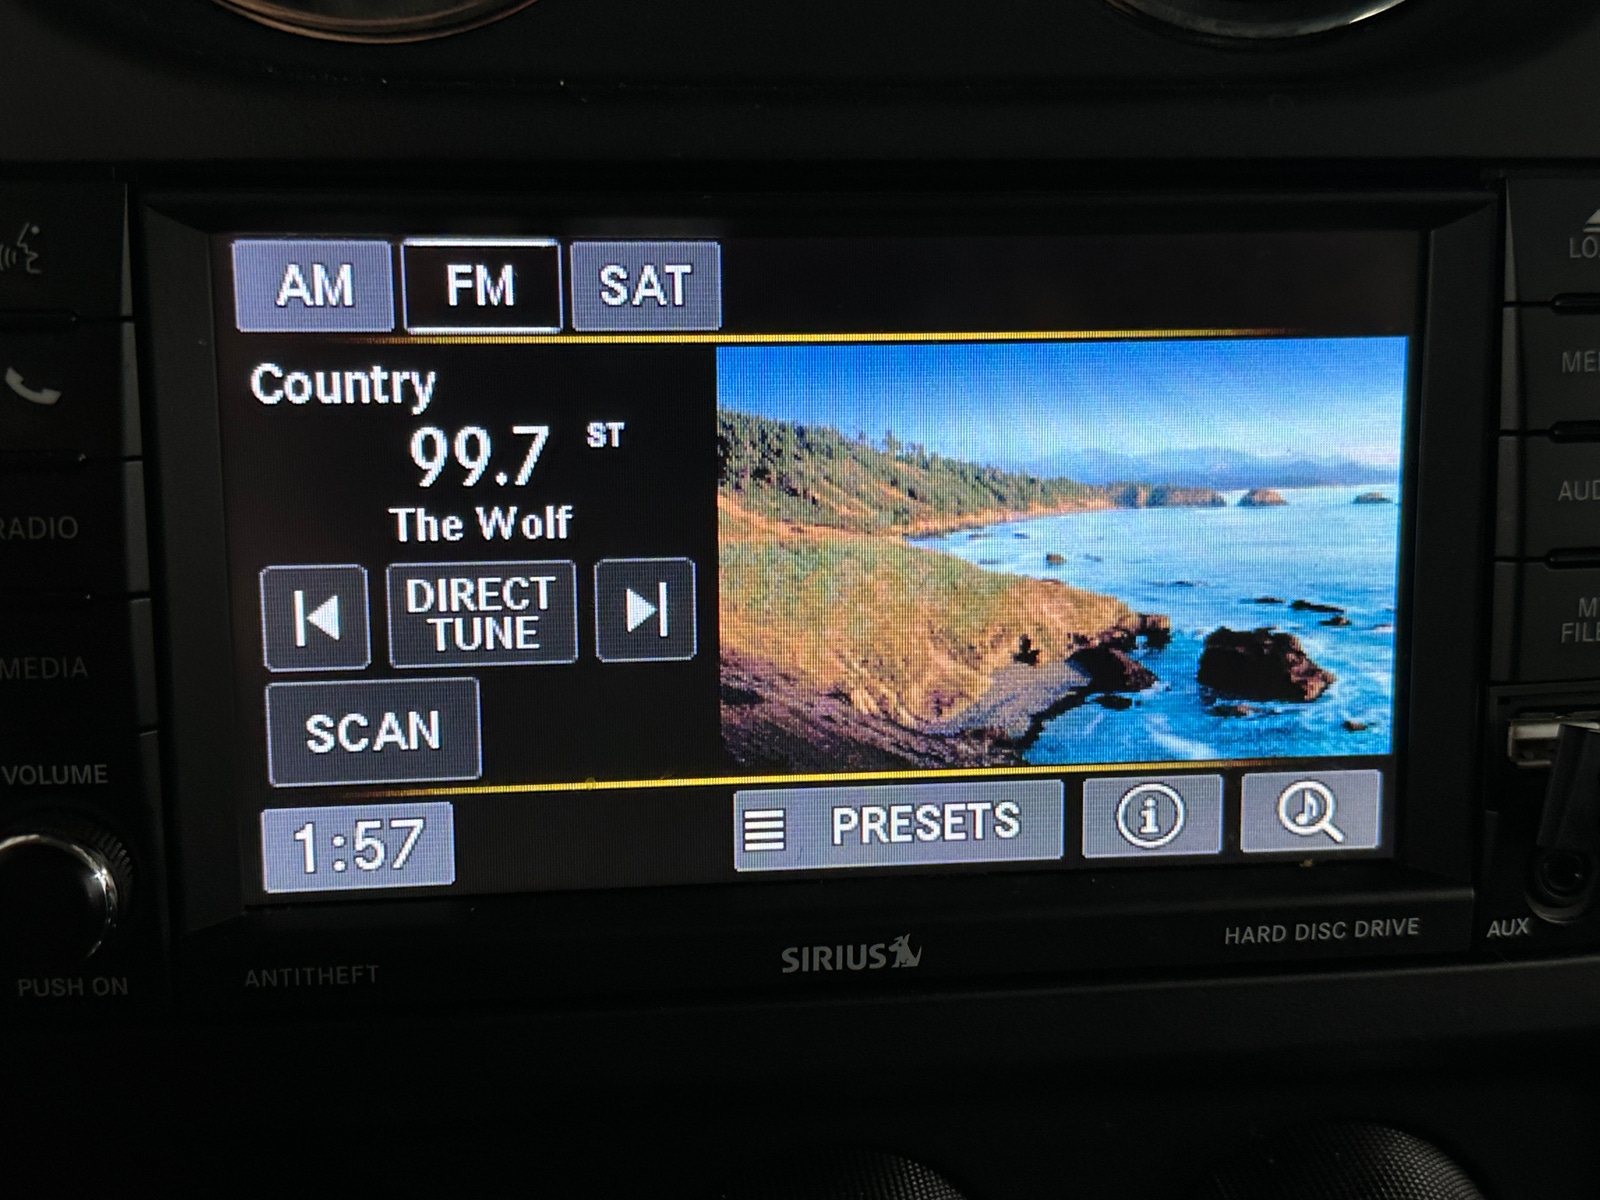 AM FM SAT
Country
99.7 ST
The Wolf
DIRECT
TUNE
SCAN
1:57
PRESETS
RADIO
MEDIA
VOLUME
PUSH ON
ANTITHEFT
SIRIUS
HARD DISC DRIVE
AUX